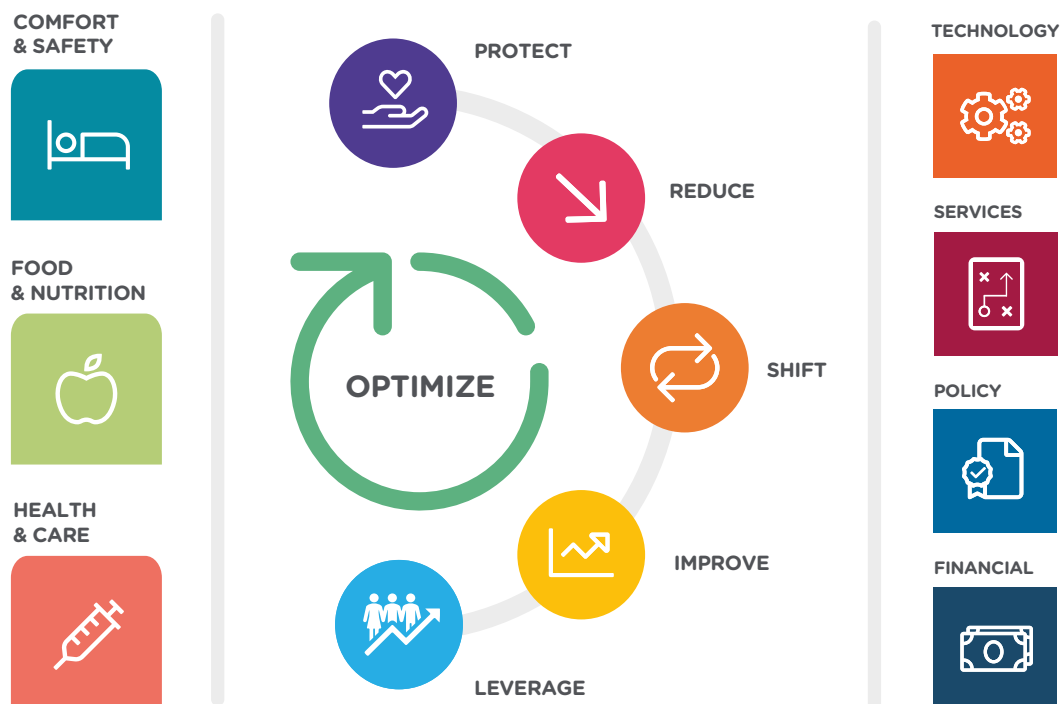 COMFORT
& SAFETY
FOOD
& NUTRITION
HEALTH
& CARE
PROTECT
REDUCE
SHIFT
OPTIMIZE
IMPROVE
LEVERAGE
TECHNOLOGY
SERVICES
POLICY
FINANCIAL